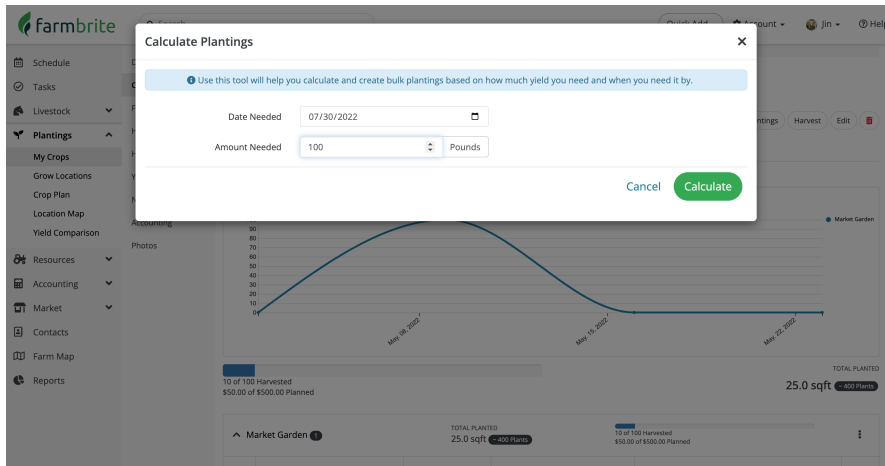 farmbrite
Search
Quick Add
Account
Jin
Help
Calculate Plantings
Use this tool will help you calculate and create bulk plantings based on how much yield you need and when you need it by.
Date Needed
07/30/2022
Amount Needed
100
Pounds
Cancel
Calculate
Schedule
Tasks
Livestock
Plantings
My Crops
Grow Locations
Crop Plan
Location Map
Yield Comparison
Resources
Accounting
Market
Contacts
Farm Map
Reports
Accounting
Photos
Harvest
Edit
90
80
70
60
50
40
30
20
10
0
May. 08, 2022
May. 15, 2022
May. 22, 2022
Market Garden
10 of 100 Harvested
$50.00 of $500.00 Planned
TOTAL PLANTED
25.0 sqft ~ 400 Plants
Market Garden 1
TOTAL PLANTED
25.0 sqft ~ 400 Plants
10 of 100 Harvested
$50.00 of $500.00 Planned